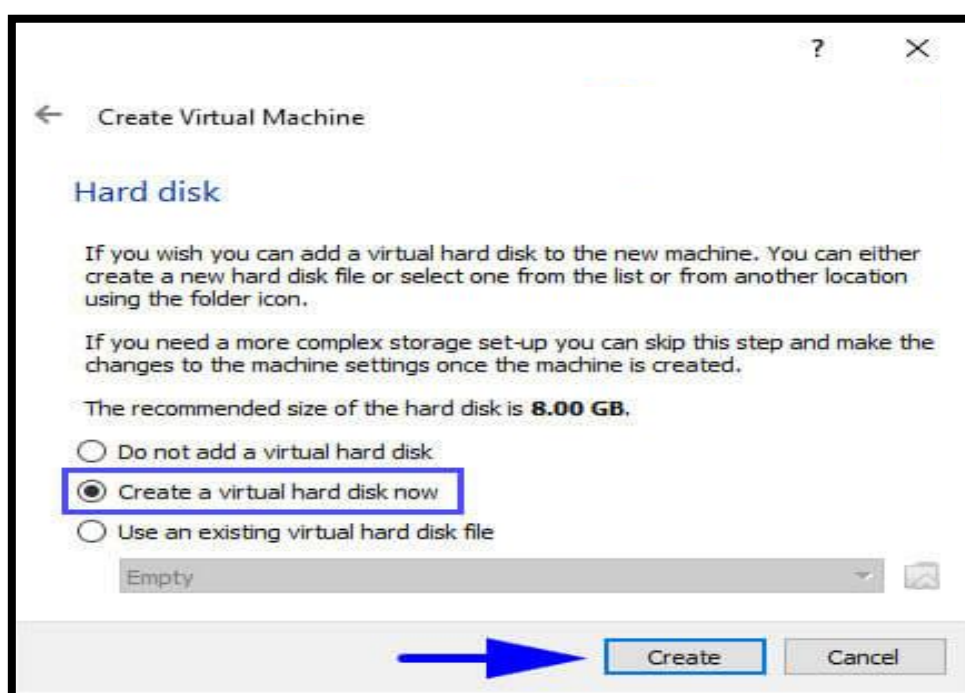 ?
Create Virtual Machine
Hard disk
If you wish you can add a virtual hard disk to the new machine. You can either
create a new hard disk file or select one from the list or from another location
using the folder icon.
If you need a more complex storage set-up you can skip this step and make the
changes to the machine settings once the machine is created.
The recommended size of the hard disk is 8.00 GB.
Do not add a virtual hard disk
Create a virtual hard disk now
Use an existing virtual hard disk file
Empty
Create Cancel